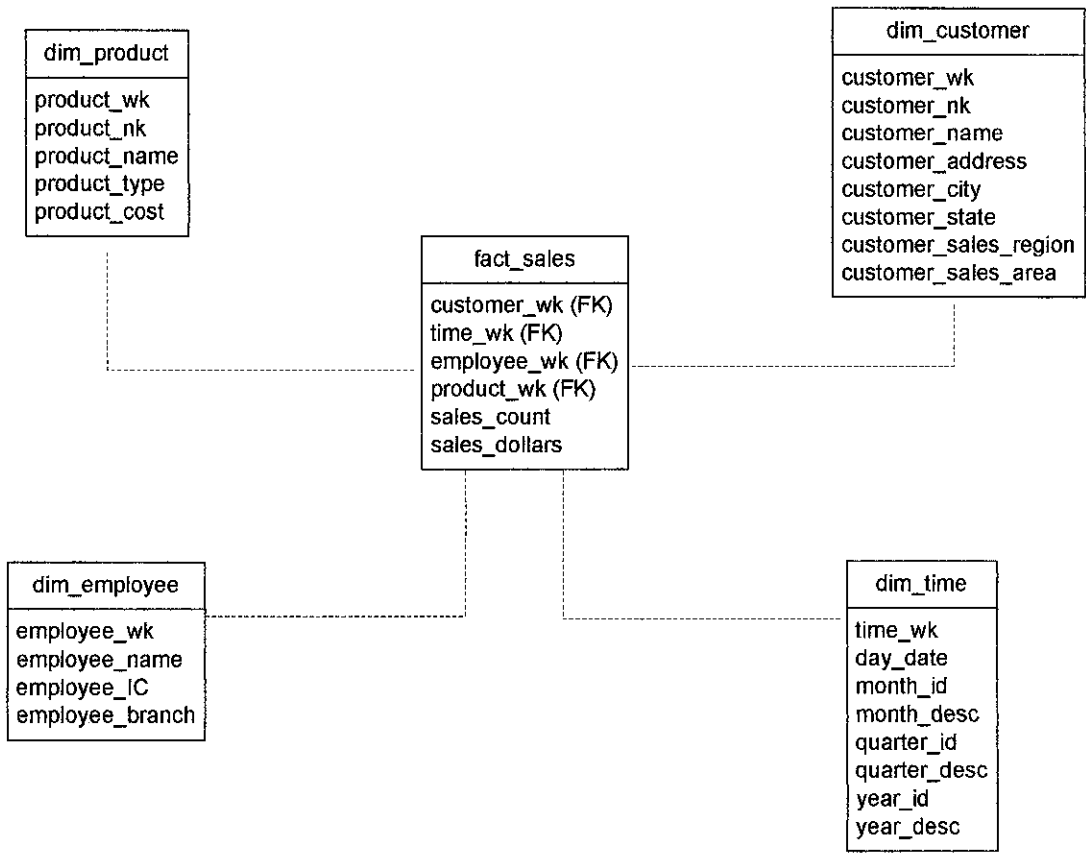 dim_product
product_wk
product_nk
product_name
product_type
product_cost
dim_customer
customer_wk
customer_nk
customer_name
customer_address
customer_city
customer_state
customer_sales_region
customer_sales_area
fact_sales
customer_wk (FK)
time_wk (FK)
employee_wk (FK)
product_wk (FK)
sales_count
sales_dollars
dim_employee
employee_wk
employee_name
employee_IC
employee_branch
dim_time
time_wk
day_date
month_id
month_desc
quarter_id
quarter_desc
year_id
year_desc